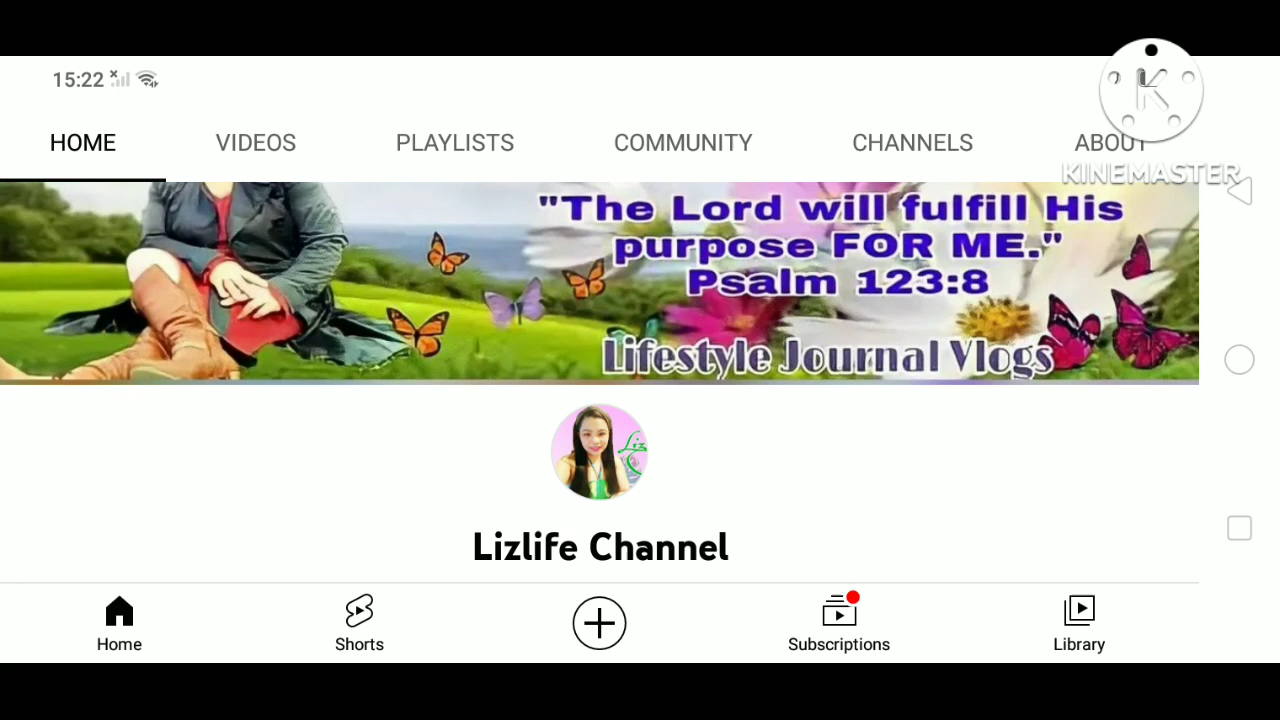 15:22
HOME VIDEOS PLAYLISTS COMMUNITY CHANNELS ABOUT
K
KINEMASTER
"The Lord will fulfill His
purpose FOR ME."
Psalm 123:8
Lifestyle Journal Vlogs
Liz
Lizlife Channel
Home Shorts Subscriptions Library